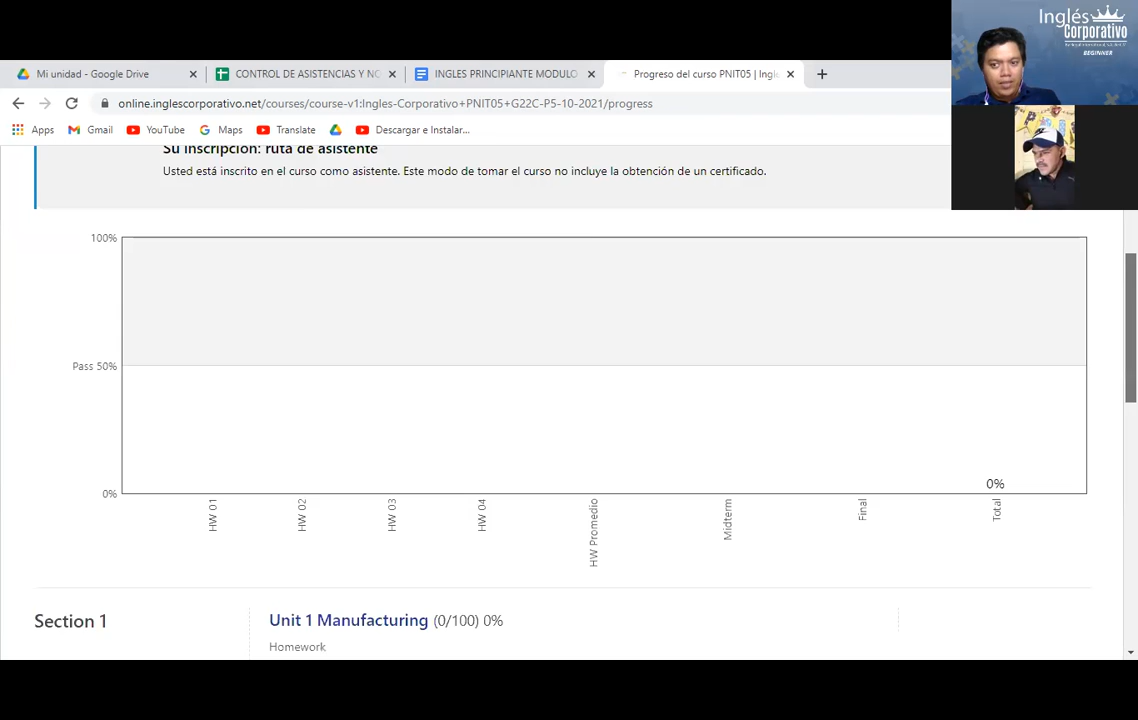 Inglés
Corporativo
BEGINNER
Mi unidad - Google Drive
CONTROL DE ASISTENCIAS Y NO
INGLES PRINCIPIANTE MODULO
Progreso del curso PNIT05 | Ingl
online.inglescorporativo.net/courses/course-v1:Ingles-Corporativo+PNIT05+G22C-P5-10-2021/progress
Apps
Gmail
YouTube
Maps
Translate
Descargar e Instalar...
Su inscripción: ruta de asistente
Usted está inscrito en el curso como asistente. Este modo de tomar el curso no incluye la obtención de un certificado.
100%
Pass 50%
0%
0%
HW 01
HW 02
HW 03
HW 04
HW Promedio
Midterm
Final
Total
Section 1
Unit 1 Manufacturing (0/100) 0%
Homework